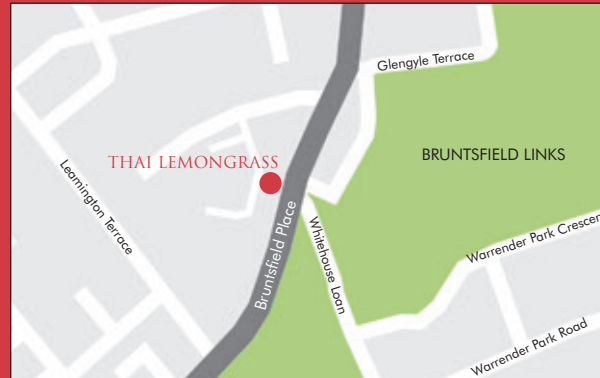 Glengyle Terrace
THAI LEMONGRASS
BRUNTSFIELD LINKS
Leamington Terrace
Bruntsfield Place
Whitehouse Loan
Warrender Park Crescen
Warrender Park Road